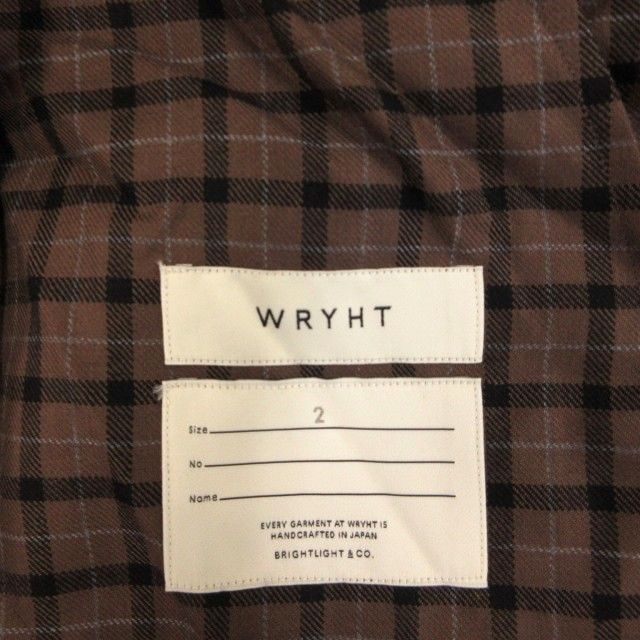 WRYHT
2
Size
No
Name
EVERY GARMENT AT WRYHT IS
HANDCRAFTED IN JAPAN
BRIGHTLIGHT & CO.